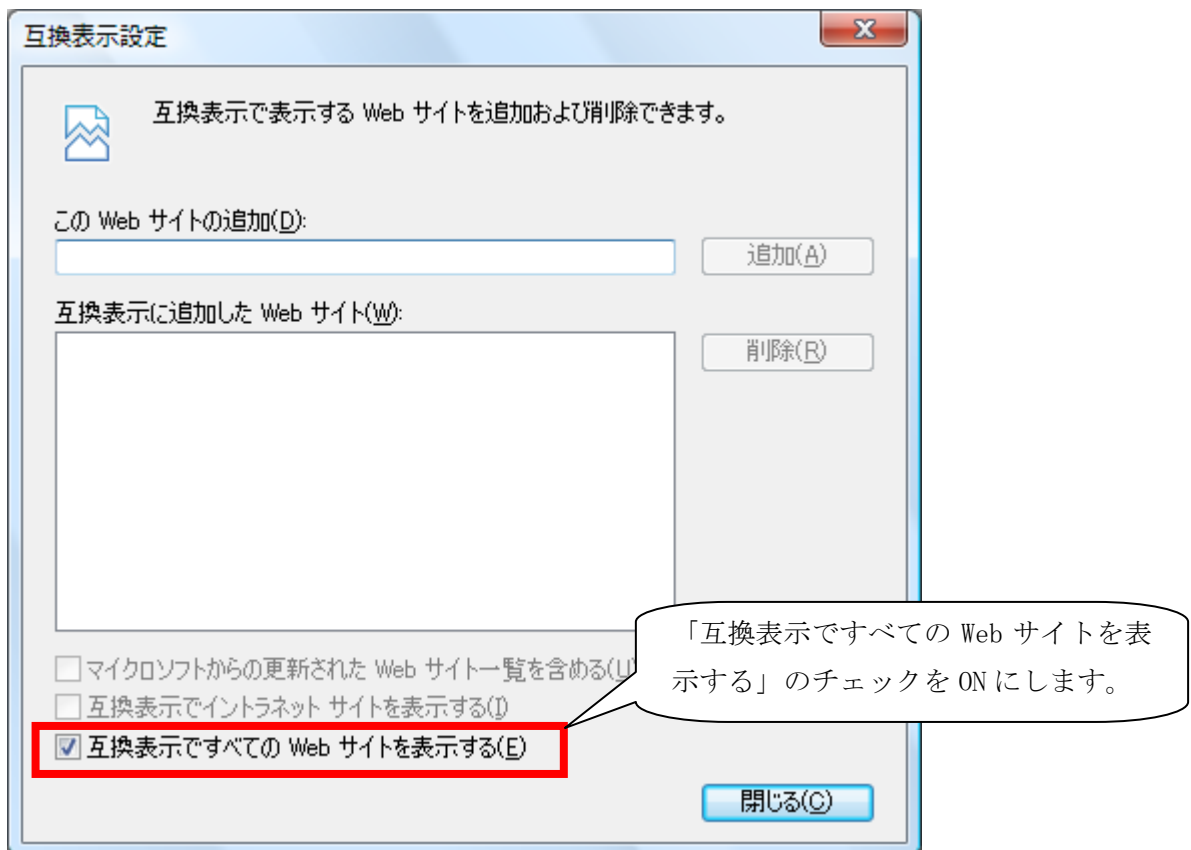 互換表示設定
互換表示で表示する Web サイトを追加および削除できます。
この Web サイトの追加(D):
追加(A)
互換表示に追加した Web サイト(W):
削除(R)
「互換表示ですべての Web サイトを表
示する」のチェックを ON にします。
マイクロソフトからの更新された Web サイト一覧を含める(U
互換表示でイントラネット サイトを表示する(I)
互換表示ですべての Web サイトを表示する(E)
閉じる(C)